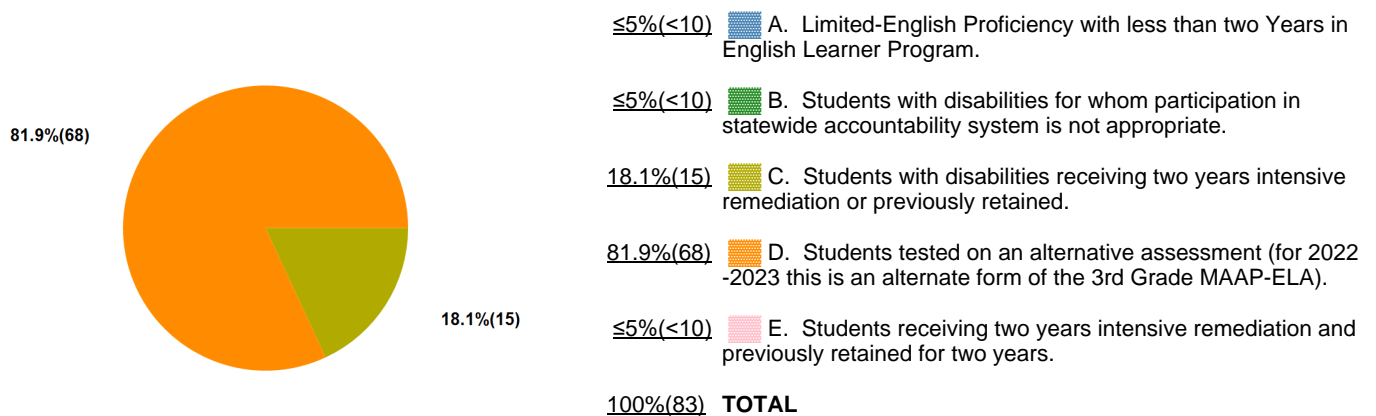 81.9%(68)
18.1%(15)
≤5%(<10) A. Limited-English Proficiency with less than two Years in
English Learner Program.
≤5%(<10) B. Students with disabilities for whom participation in
statewide accountability system is not appropriate.
18.1%(15) C. Students with disabilities receiving two years intensive
remediation or previously retained.
81.9%(68) D. Students tested on an alternative assessment (for 2022
-2023 this is an alternate form of the 3rd Grade MAAP-ELA).
≤5%(<10) E. Students receiving two years intensive remediation and
previously retained for two years.
100%(83) TOTAL